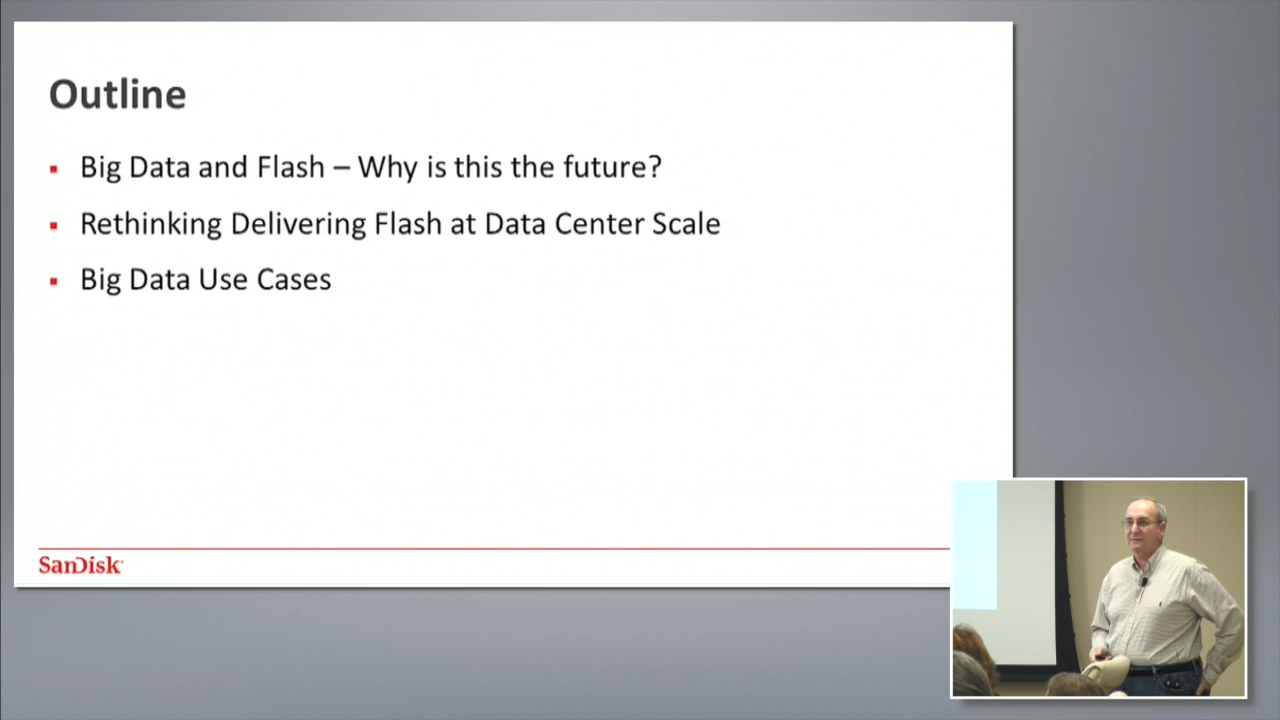 Outline
Big Data and Flash – Why is this the future?
Rethinking Delivering Flash at Data Center Scale
Big Data Use Cases
SanDisk